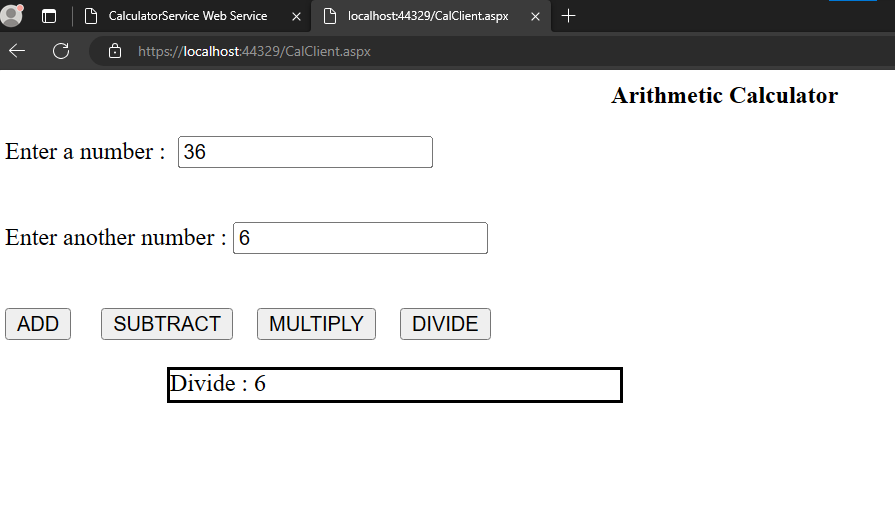 CalculatorService Web Service localhost:44329/CalClient.aspx
https://localhost:44329/CalClient.aspx
Arithmetic Calculator
Enter a number : 36
Enter another number : 6
ADD SUBTRACT MULTIPLY DIVIDE
Divide : 6